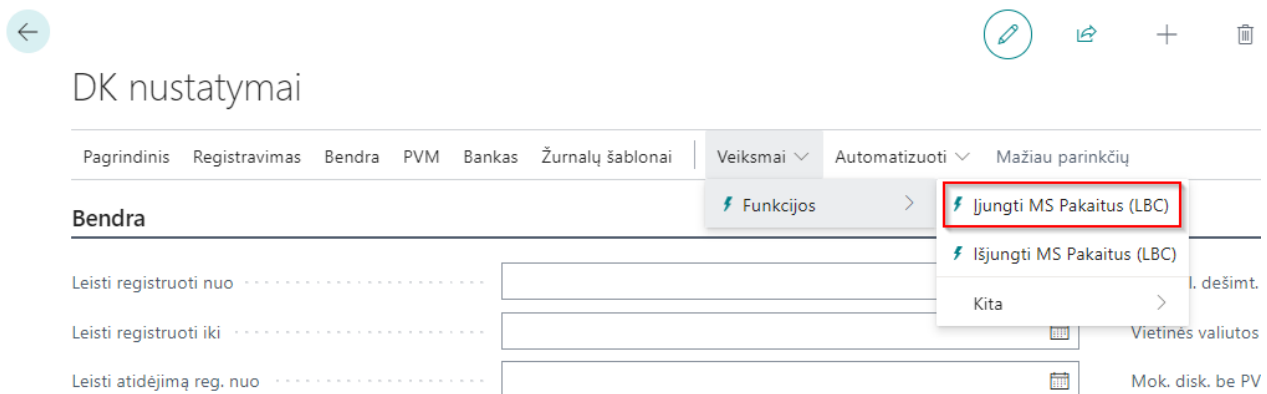 DK nustatymai
Pagrindinis Registravimas Bendra PVM Bankas Žurnalų šablonai Veiksmai Automatizuoti Mažiau parinkčių
Funkcijos
Įjungti MS Pakaitus (LBC)
Išjungti MS Pakaitus (LBC)
Kita
Bendra
Leisti registruoti nuo
l. dešimt.
Leisti registruoti iki
Vietinės valiutos
Leisti atidėjimą reg. nuo
Mok. disk. be PV